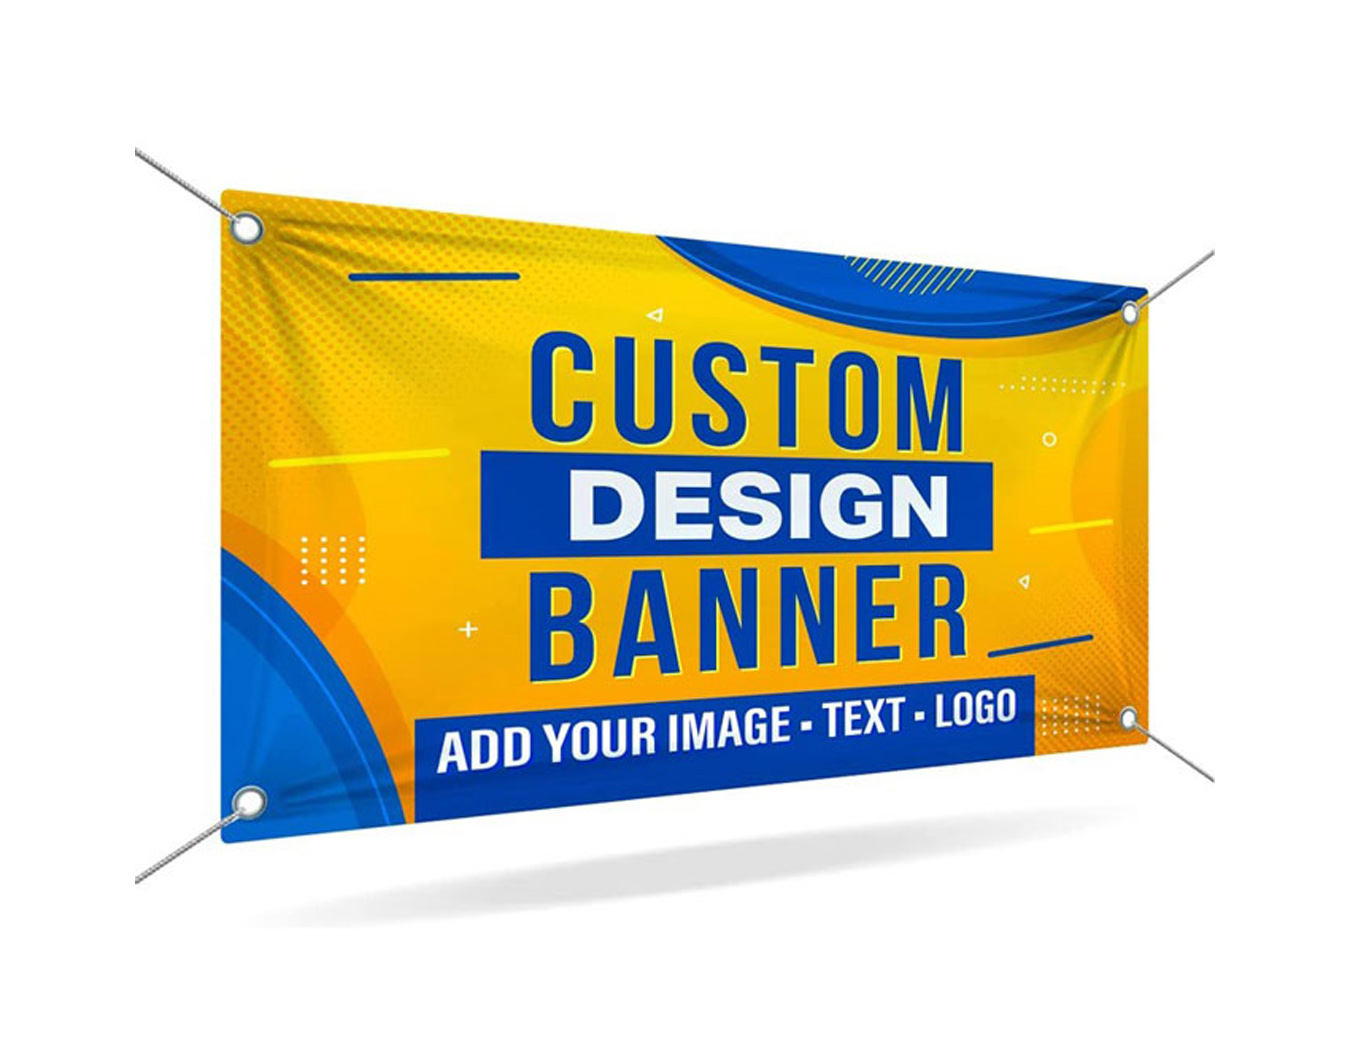 CUSTOM
DESIGN
BANNER
ADD YOUR IMAGE ▪ TEXT ▪ LOGO